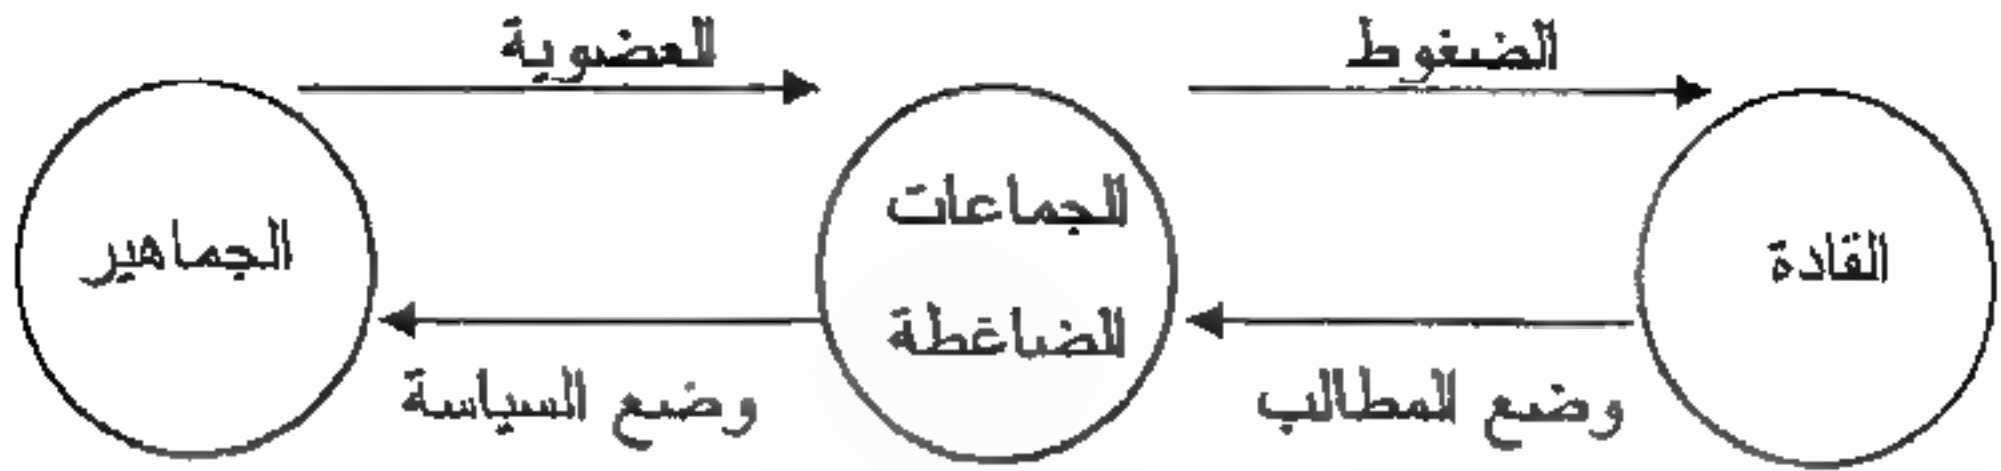 الضغوط
العضوية
القادة
الجماعات
الضاغطة
الجماهير
وضع المطالب
وضع السياسة